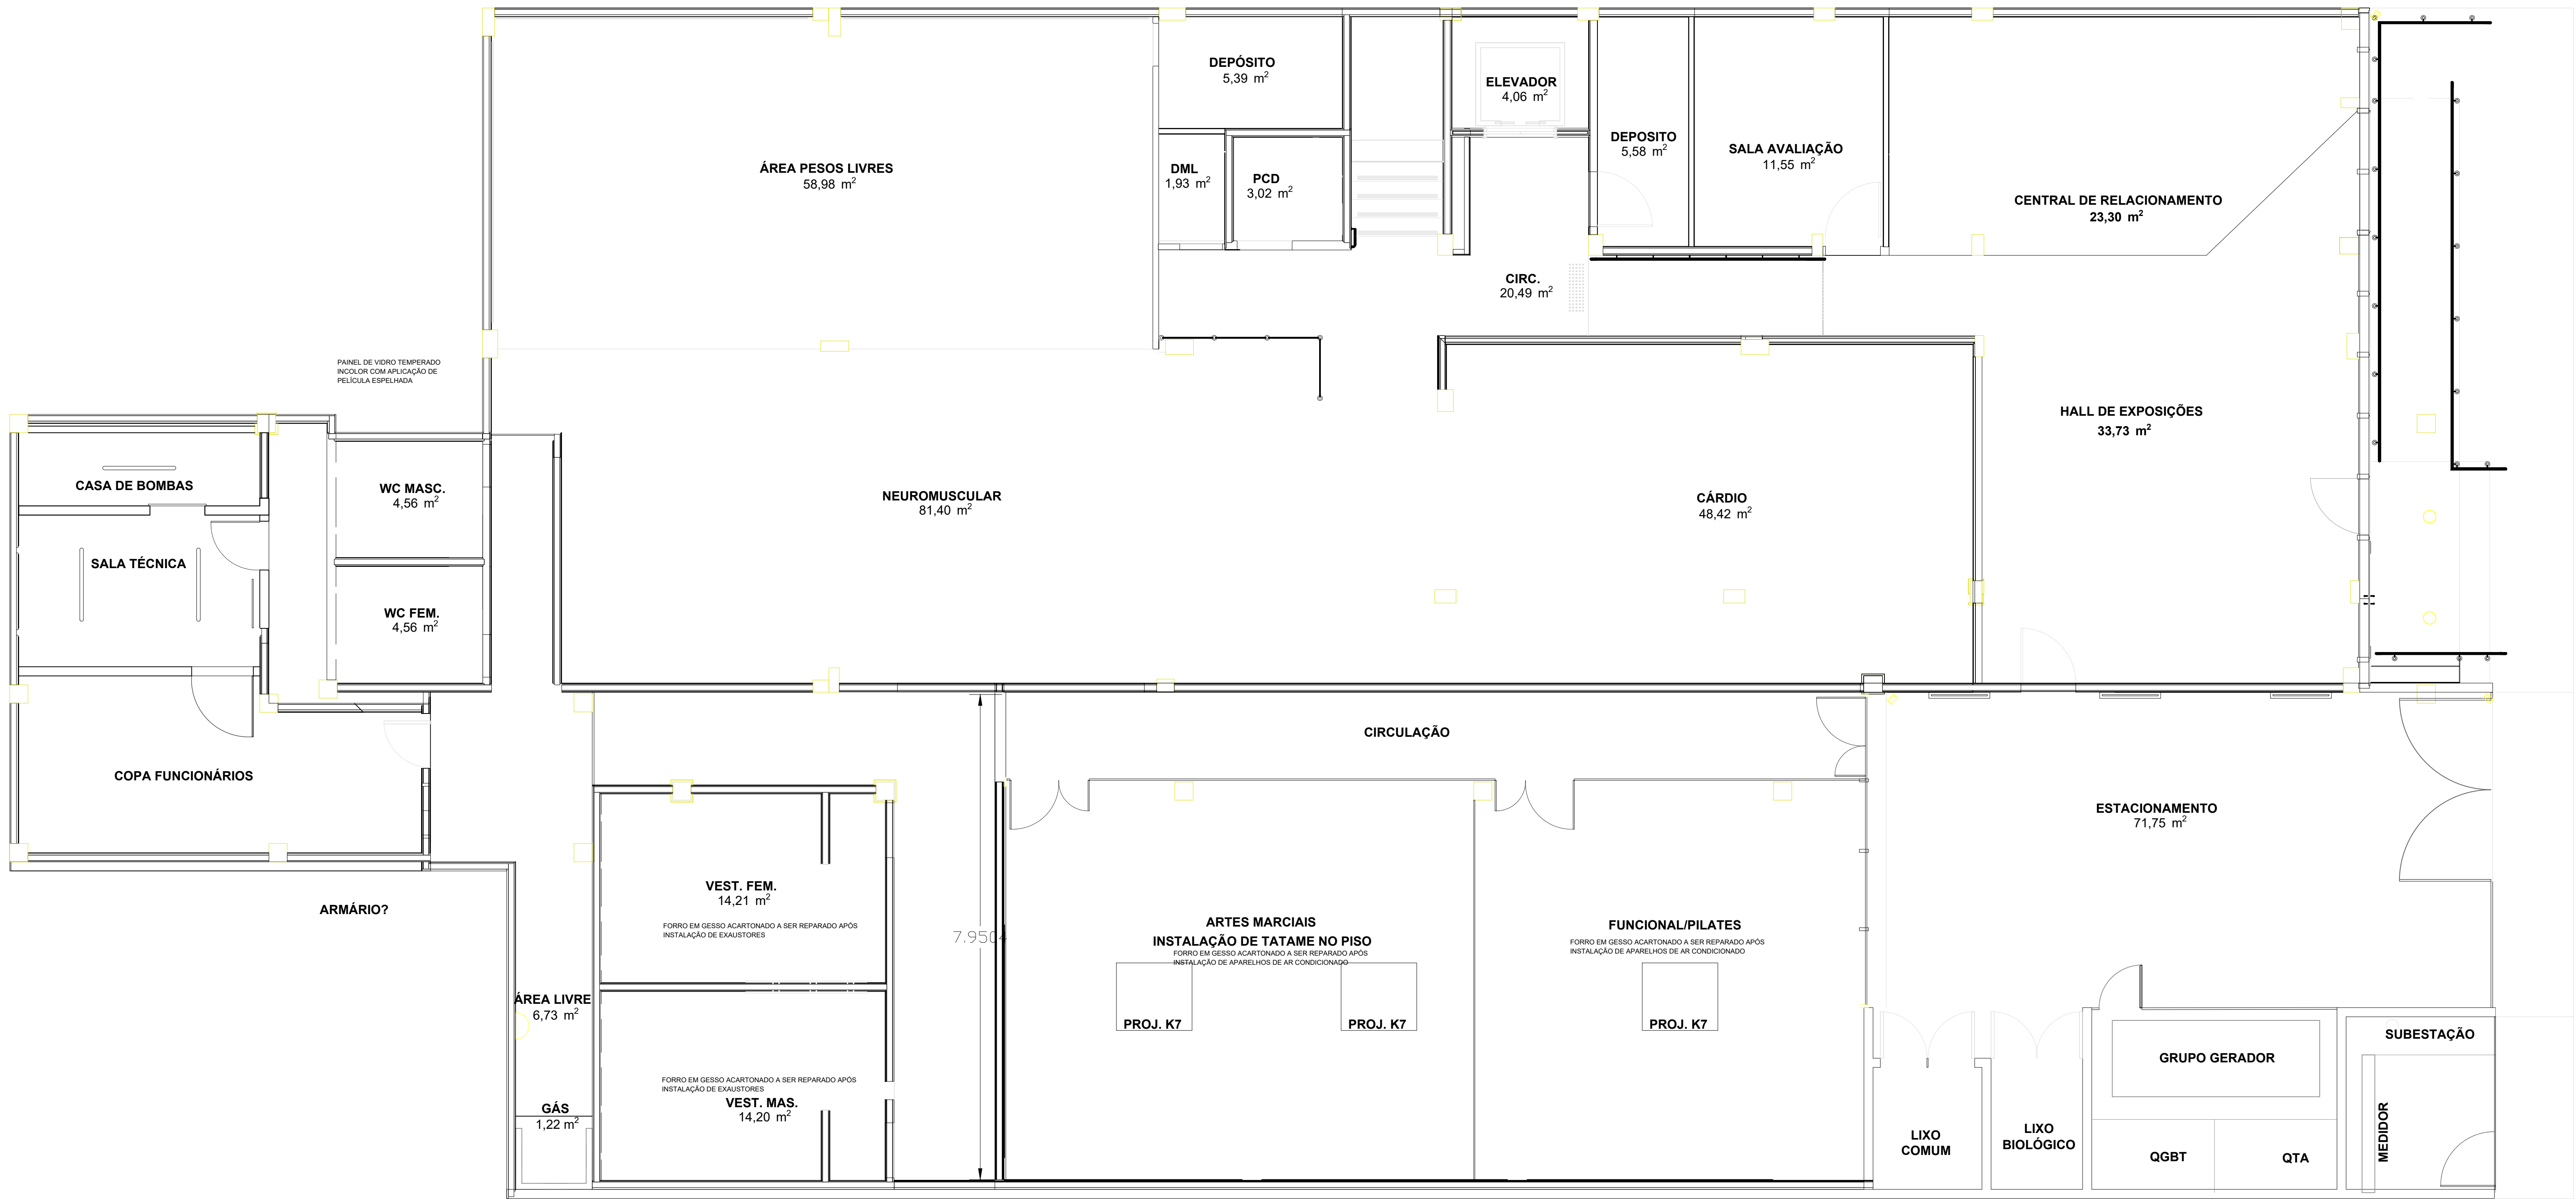 DEPÓSITO
5,39 m²
ELEVADOR
4,06 m²
DEPOSITO
5,58 m²
SALA AVALIAÇÃO
11,55 m²
ÁREA PESOS LIVRES
58,98 m²
DML
1,93 m²
PCD
3,02 m²
CENTRAL DE RELACIONAMENTO
23,30 m²
CIRC.
20,49 m²
PAINEL DE VIDRO TEMPERADO
INCOLOR COM APLICAÇÃO DE
PELÍCULA ESPELHADA
HALL DE EXPOSIÇÕES
33,73 m²
CASA DE BOMBAS
WC MASC.
4,56 m²
NEUROMUSCULAR
81,40 m²
CÁRDIO
48,42 m²
SALA TÉCNICA
WC FEM.
4,56 m²
CIRCULAÇÃO
COPA FUNCIONÁRIOS
ESTACIONAMENTO
71,75 m²
ARMÁRIO?
VEST. FEM.
14,21 m²
FORRO EM GESSO ACARTONADO A SER REPARADO APÓS
INSTALAÇÃO DE EXAUSTORES
7.9504
ARTES MARCIAIS
INSTALAÇÃO DE TATAME NO PISO
FORRO EM GESSO ACARTONADO A SER REPARADO APÓS
INSTALAÇÃO DE APARELHOS DE AR CONDICIONADO
FUNCIONAL/PILATES
FORRO EM GESSO ACARTONADO A SER REPARADO APÓS
INSTALAÇÃO DE APARELHOS DE AR CONDICIONADO
ÁREA LIVRE
6,73 m²
PROJ. K7
PROJ. K7
PROJ. K7
SUBESTAÇÃO
GRUPO GERADOR
FORRO EM GESSO ACARTONADO A SER REPARADO APÓS
INSTALAÇÃO DE EXAUSTORES
VEST. MAS.
14,20 m²
GÁS
1,22 m²
LIXO
COMUM
LIXO
BIOLÓGICO
QGBT
QTA
MEDIDOR